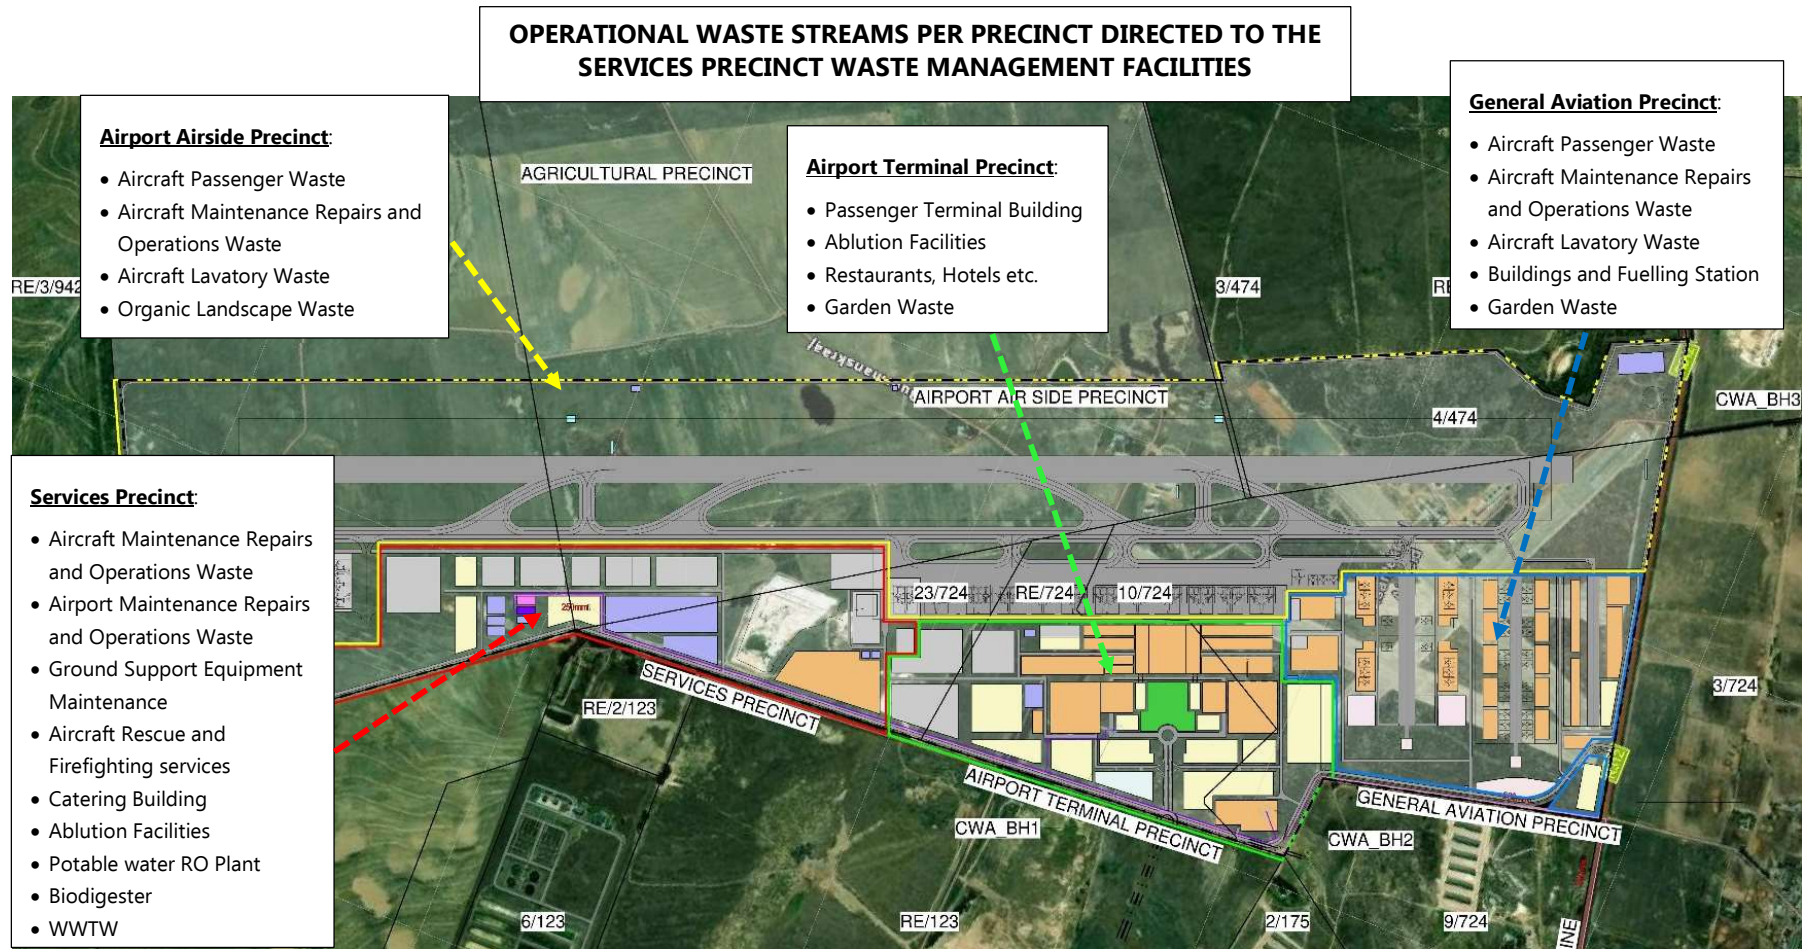 OPERATIONAL WASTE STREAMS PER PRECINCT DIRECTED TO THE
SERVICES PRECINCT WASTE MANAGEMENT FACILITIES
Airport Airside Precinct:
• Aircraft Passenger Waste
• Aircraft Maintenance Repairs and
Operations Waste
• Aircraft Lavatory Waste
• Organic Landscape Waste
Airport Terminal Precinct:
• Passenger Terminal Building
• Ablution Facilities
• Restaurants, Hotels etc.
• Garden Waste
General Aviation Precinct:
• Aircraft Passenger Waste
• Aircraft Maintenance Repairs
and Operations Waste
• Aircraft Lavatory Waste
• Buildings and Fuelling Station
• Garden Waste
Services Precinct:
• Aircraft Maintenance Repairs
and Operations Waste
• Airport Maintenance Repairs
and Operations Waste
• Ground Support Equipment
Maintenance
• Aircraft Rescue and
Firefighting services
• Catering Building
• Ablution Facilities
• Potable water RO Plant
• Biodigester
• WWTW
AGRICULTURAL PRECINCT
RE/3/942
3/474
AIRPORT AIR SIDE PRECINCT
4/474
CWA_BH3
23/724
RE/724
10/724
SERVICES PRECINCT
RE/2/123
3/724
AIRPORT TERMINAL PRECINCT
GENERAL AVIATION PRECINCT
CWA_BH1
CWA_BH2
6/123
RE/123
2/175
9/724